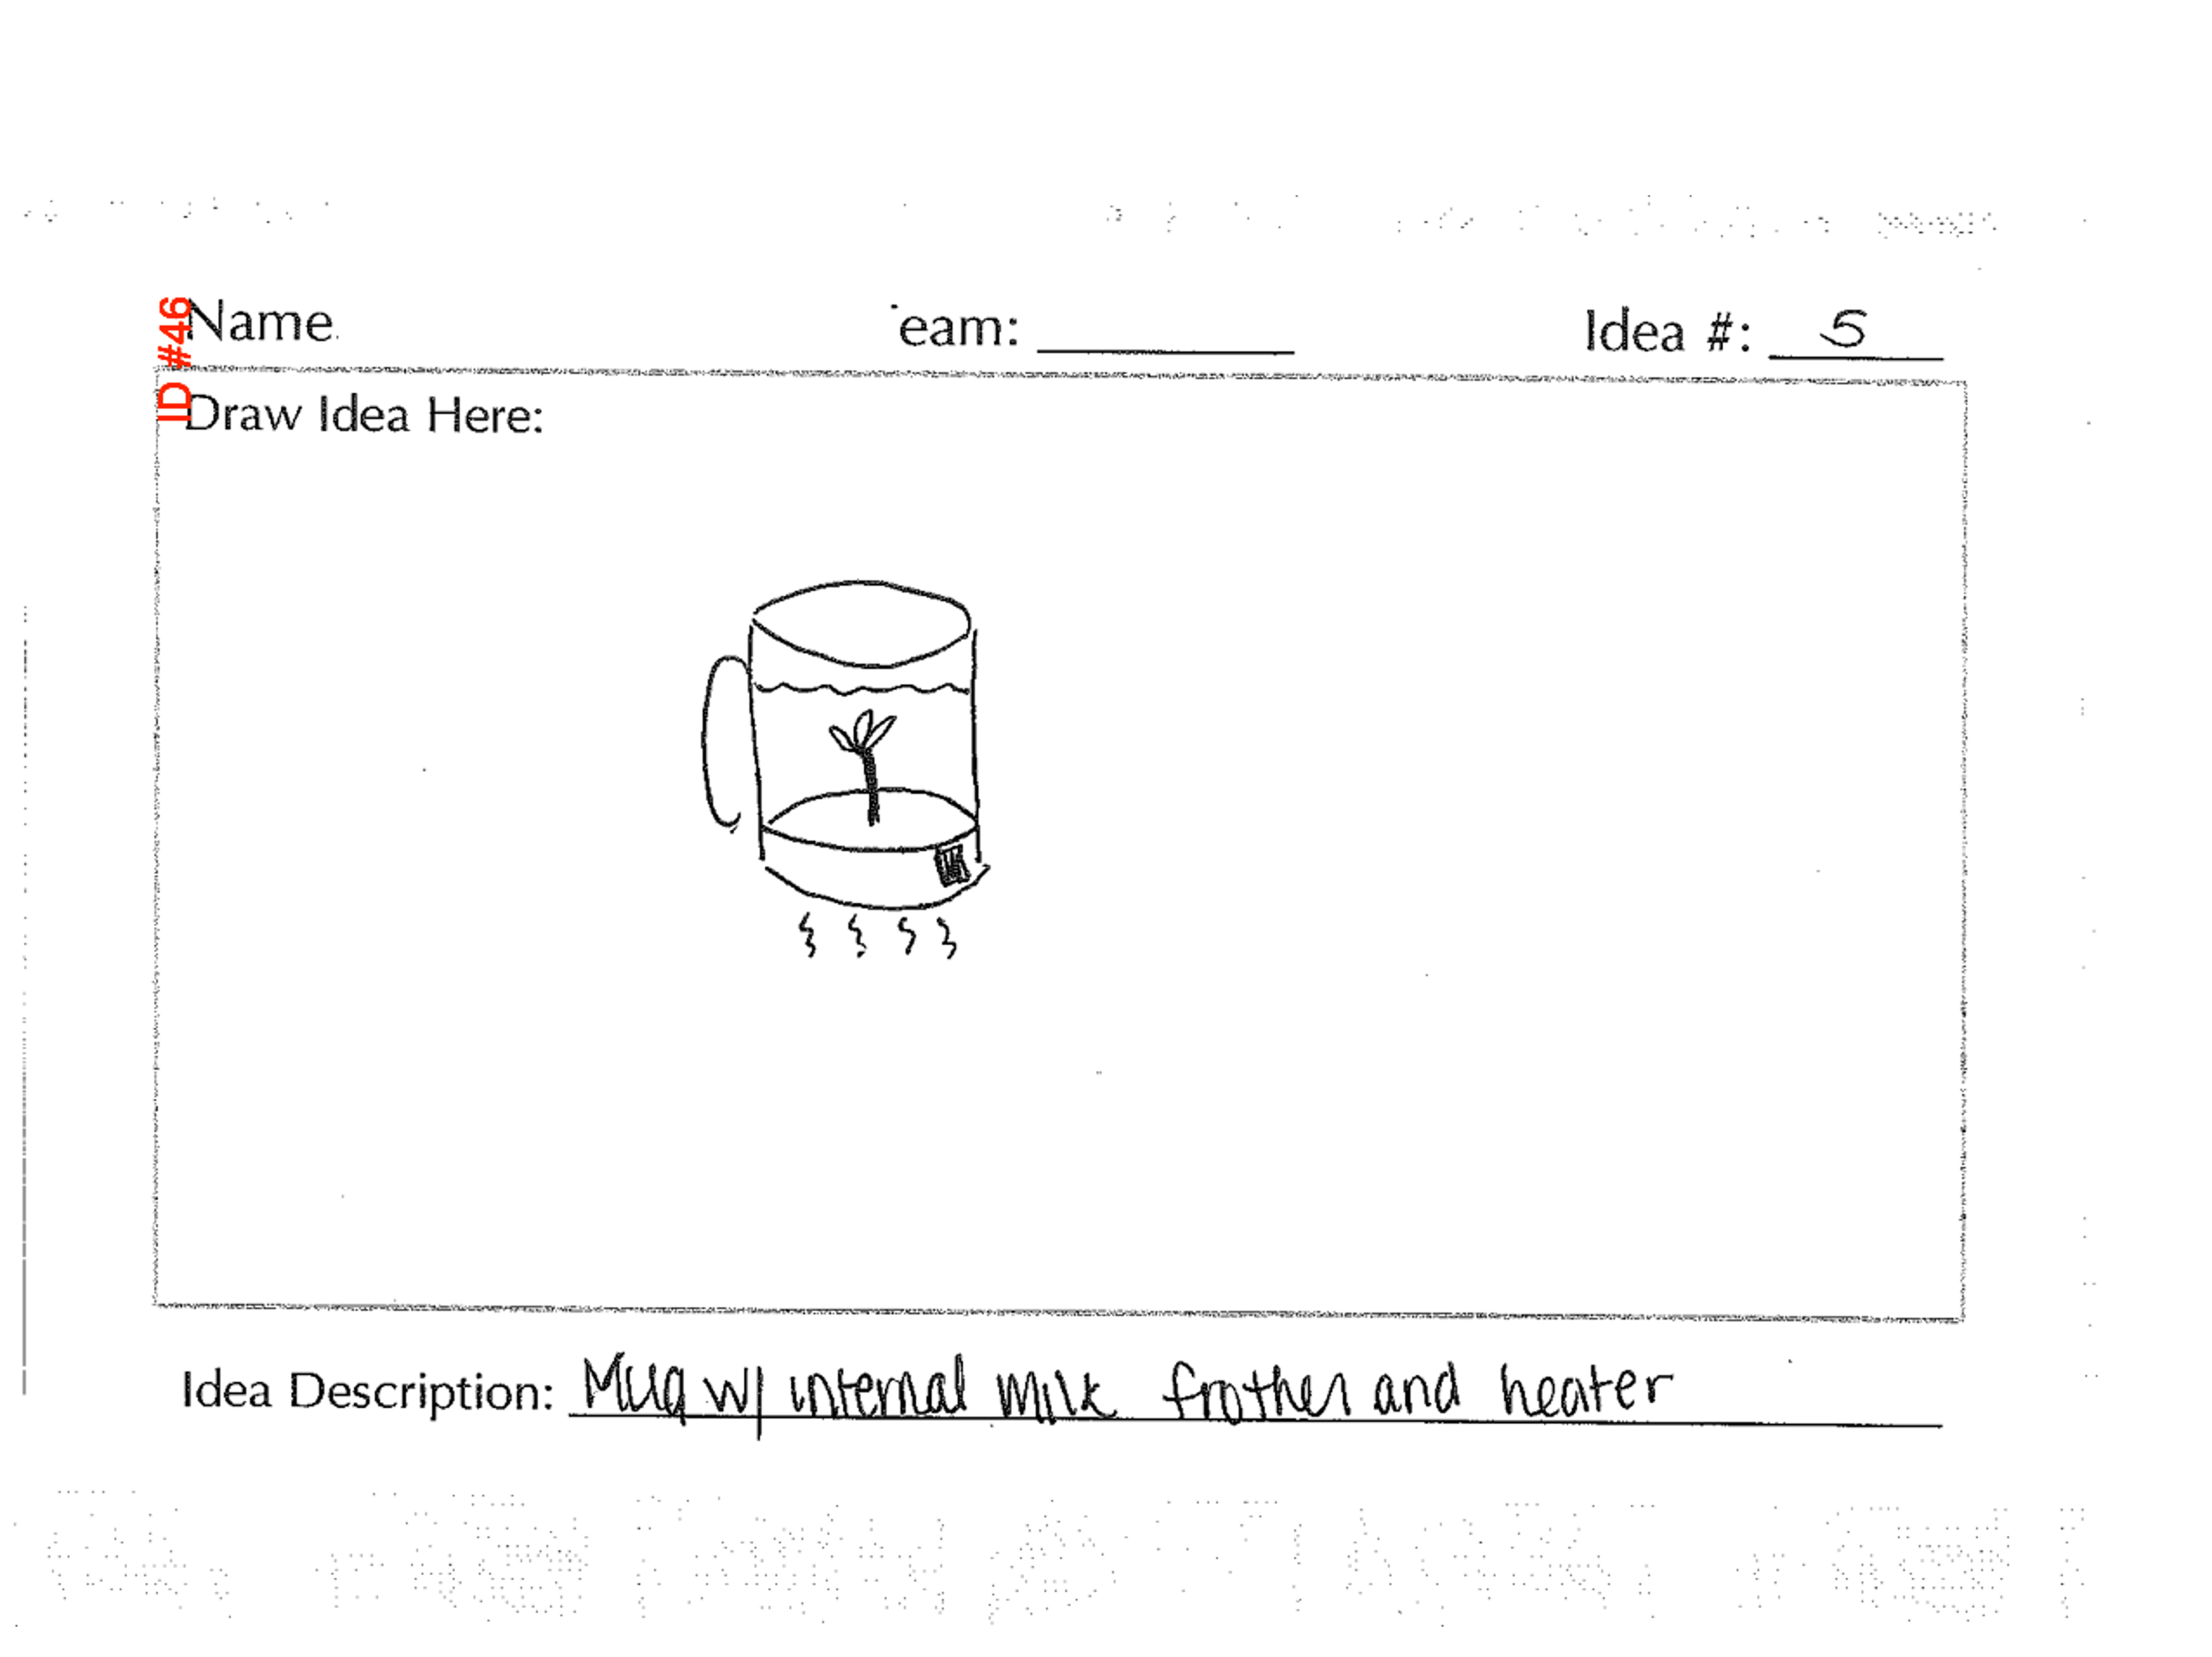 ID #46
Name
eam: Idea #: 5
Draw Idea Here:
Idea Description: Mug w/ internal milk frother and heater